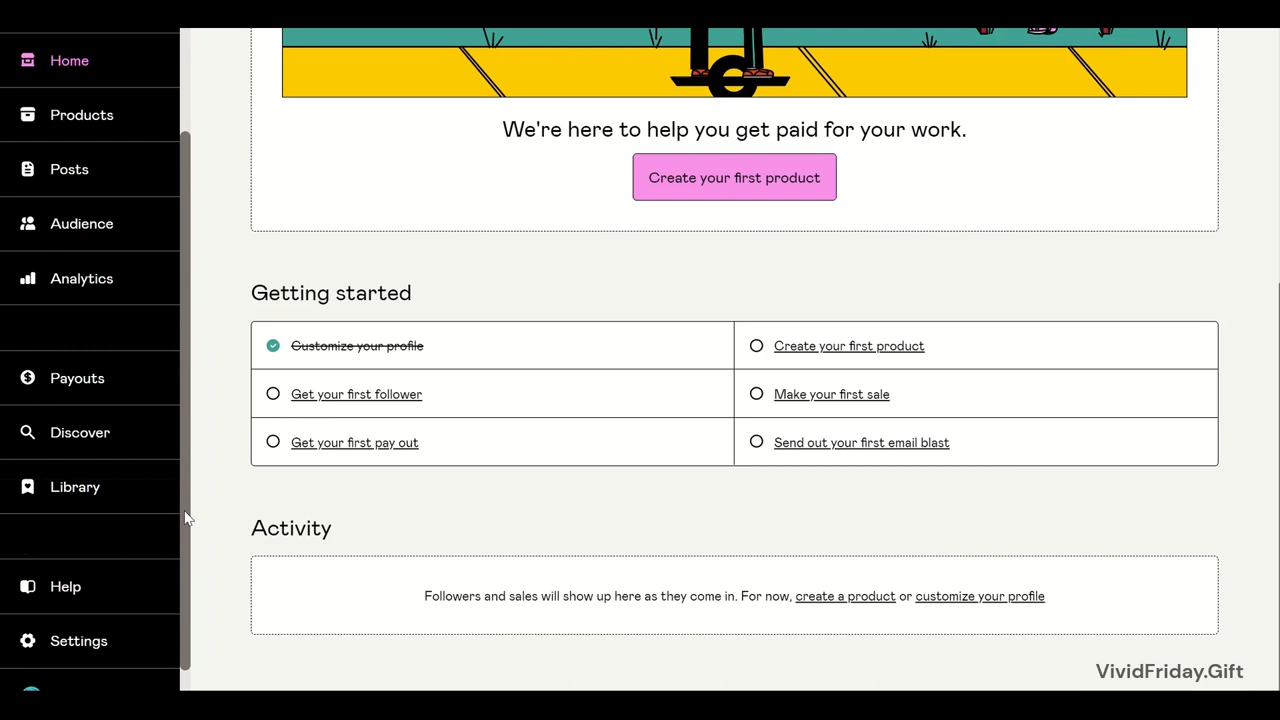 Home
Products
Posts
Audience
Analytics
Payouts
Discover
Library
Help
Settings
We're here to help you get paid for your work.
Create your first product
Getting started
Customize your profile
Create your first product
Get your first follower
Make your first sale
Get your first pay out
Send out your first email blast
Activity
Followers and sales will show up here as they come in. For now, create a product or customize your profile
VividFriday.Gift